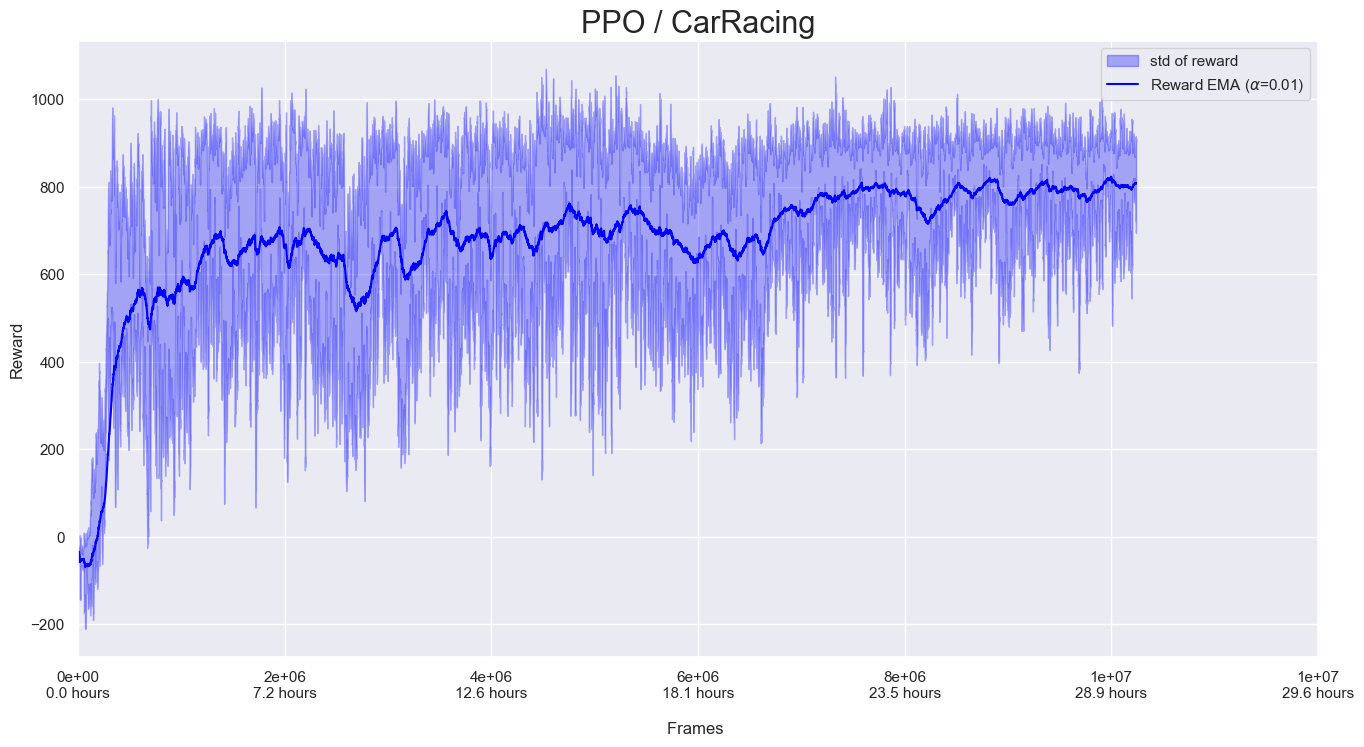 PPO / CarRacing
std of reward
Reward EMA (α=0.01)
1000
800
600
400
200
0
−200
Reward
0e+00 2e+06 4e+06 6e+06 8e+06 1e+07 1e+07
0.0 hours 7.2 hours 12.6 hours 18.1 hours 23.5 hours 28.9 hours 29.6 hours
Frames